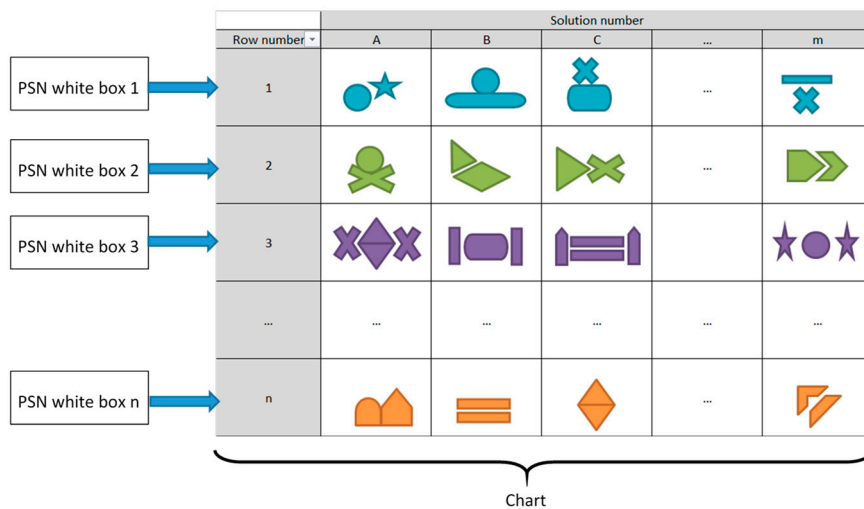 Solution number
Row number A B C ... m
PSN white box 1 1 ...
PSN white box 2 2 ...
PSN white box 3 3
... ... ... ... ... ...
PSN white box n n ...
Chart